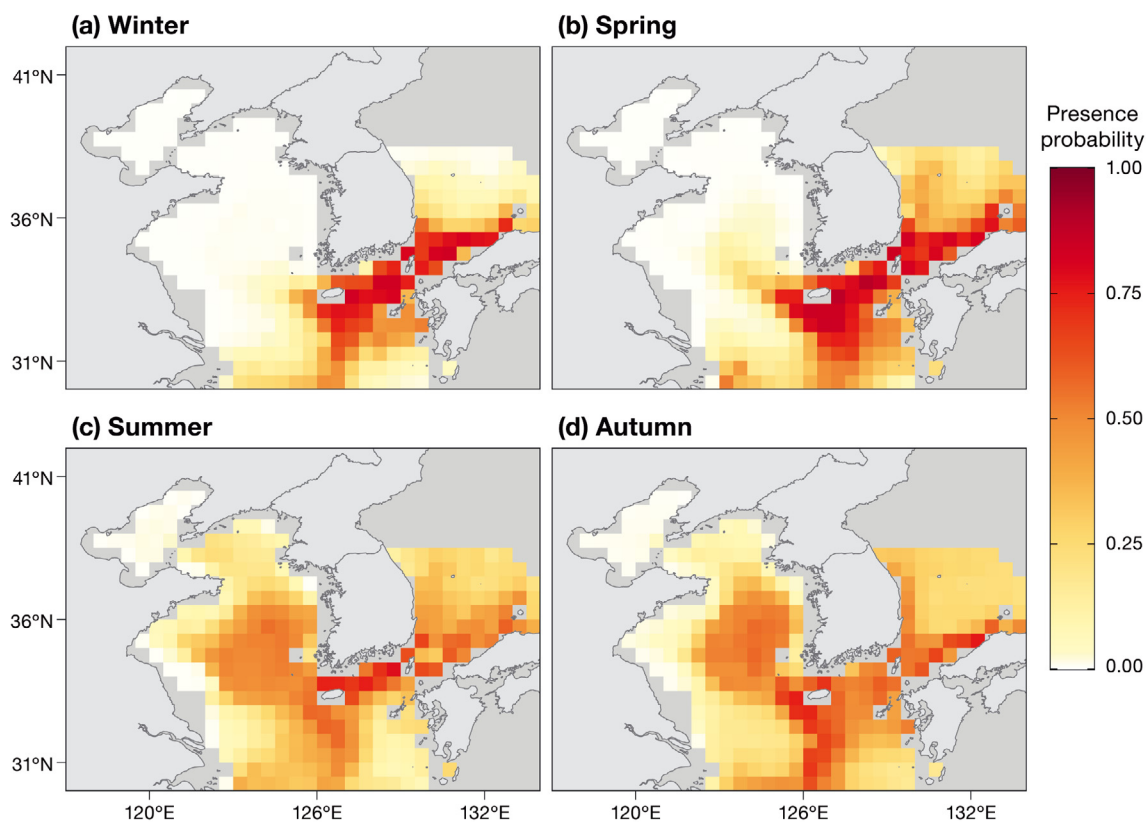 (a) Winter
(b) Spring
41°N
36°N
31°N
Presence
probability
1.00
0.75
0.50
0.25
0.00
(c) Summer
(d) Autumn
41°N
36°N
31°N
120°E
126°E
132°E
120°E
126°E
132°E